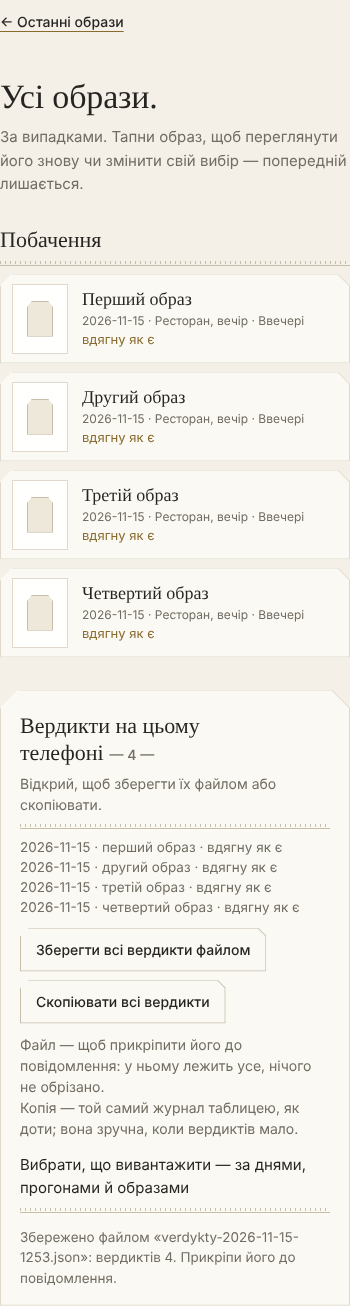 ← Останні образи
Усі образи.
За випадками. Тапни образ, щоб переглянути
його знову чи змінити свій вибір — попередній
лишається.
Побачення
Перший образ
2026-11-15 · Ресторан, вечір · Ввечері
вдягну як є
Другий образ
2026-11-15 · Ресторан, вечір · Ввечері
вдягну як є
Третій образ
2026-11-15 · Ресторан, вечір · Ввечері
вдягну як є
Четвертий образ
2026-11-15 · Ресторан, вечір · Ввечері
вдягну як є
Вердикти на цьому
телефоні — 4 —
Відкрий, щоб зберегти їх файлом або
скопіювати.
2026-11-15 · перший образ · вдягну як є
2026-11-15 · другий образ · вдягну як є
2026-11-15 · третій образ · вдягну як є
2026-11-15 · четвертий образ · вдягну як є
Зберегти всі вердикти файлом
Скопіювати всі вердикти
Файл — щоб прикріпити його до
повідомлення: у ньому лежить усе, нічого
не обрізано.
Копія — той самий журнал таблицею, як
доти; вона зручна, коли вердиктів мало.
Вибрати, що вивантажити — за днями,
прогонами й образами
Збережено файлом «verdykty-2026-11-15-
1253.json»: вердиктів 4. Прикріпи його до
повідомлення.